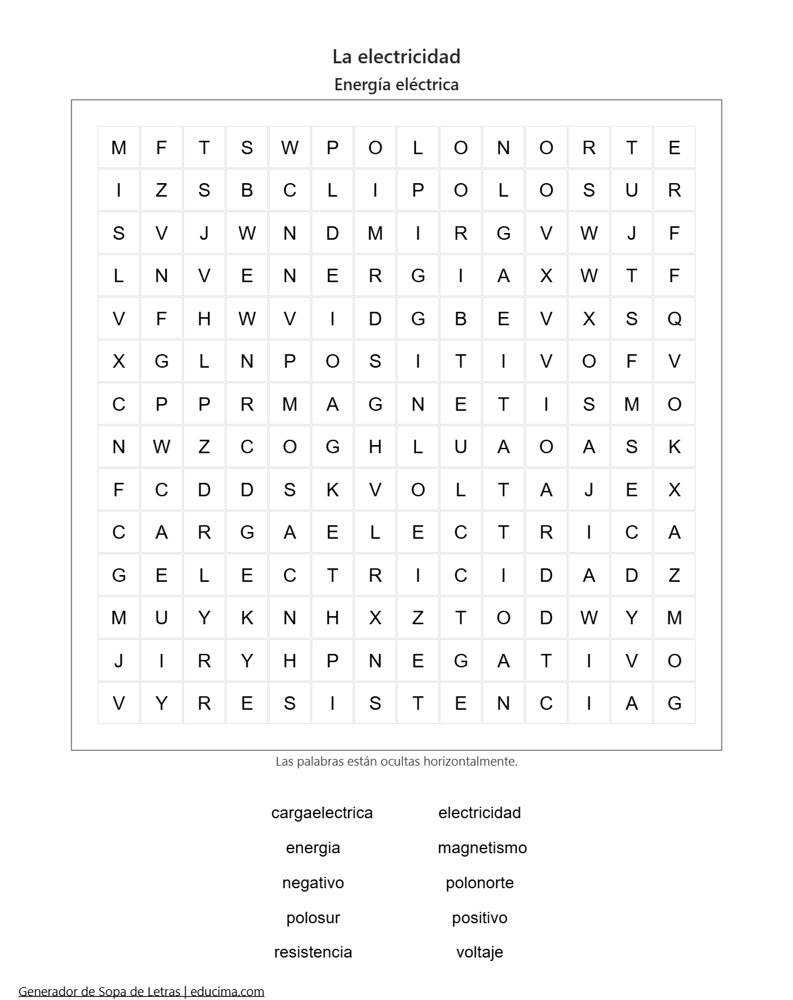 La electricidad
Energía eléctrica
M F T S W P O L O N O R T E
I Z S B C L I P O L O S U R
S V J W N D M I R G V W J F
L N V E N E R G I A X W T F
V F H W V I D G B E V X S Q
X G L N P O S I T I V O F V
C P P R M A G N E T I S M O
N W Z C O G H L U A O A S K
F C D D S K V O L T A J E X
C A R G A E L E C T R I C A
G E L E C T R I C I D A D Z
M U Y K N H X Z T O D W Y M
J I R Y H P N E G A T I V O
V Y R E S I S T E N C I A G
Las palabras están ocultas horizontalmente.
cargaelectrica electricidad
energia magnetismo
negativo polonorte
polosur positivo
resistencia voltaje
Generador de Sopa de Letras | educima.com